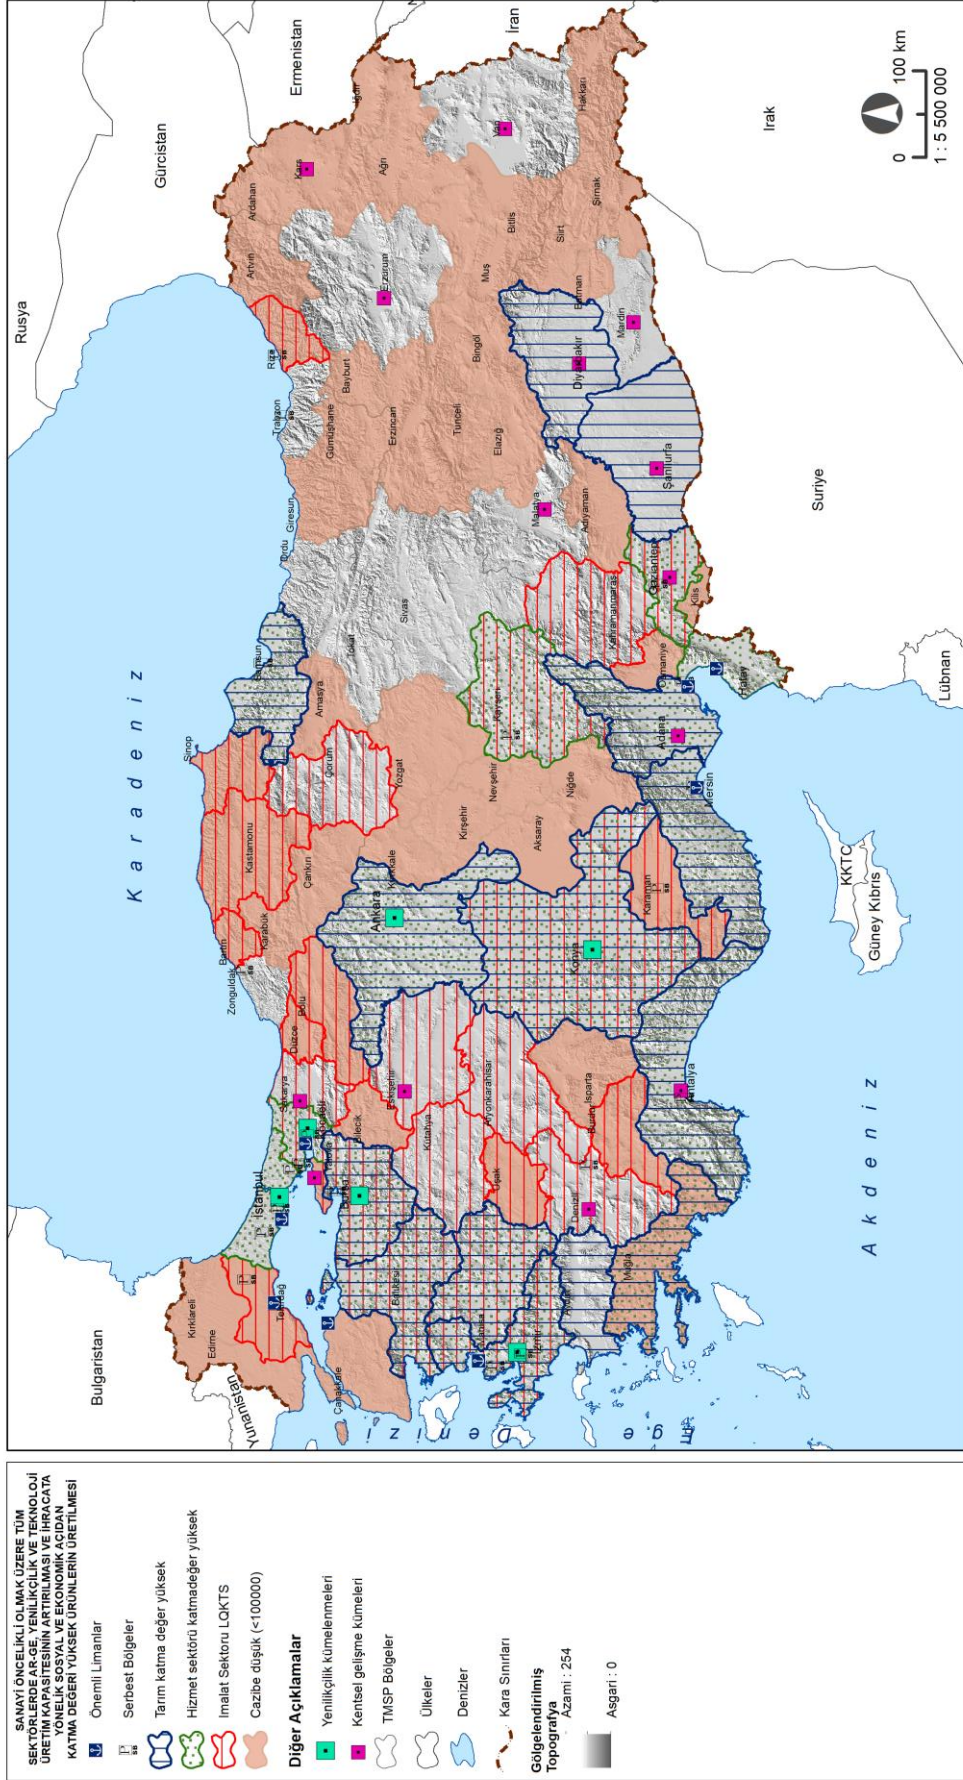 SANAYİ ÖNCELİKLİ OLMAK ÜZERE TÜM
SEKTÖRLERDE AR-GE, YENİLİKÇİLİK VE TEKNOLOJİ
ÜRETİM KAPASİTESİNİN ARTIRILMASI VE İHRACATA
YÖNELİK SOSYAL VE EKONOMİK AÇIDAN
KATMA DEĞERİ YÜKSEK ÜRÜNLERİN ÜRETİLMESİ
Önemli Limanlar
SB
Serbest Bölgeler
Tarım katma değer yüksek
Hizmet sektörü katmadeğer yüksek
Imalat Sektoru LQKTS
Cazibe düşük (<100000)
Diğer Açıklamalar
Yenilikçilik kümelenmeleri
Kentsel gelişme kümeleri
TMSP Bölgeler
Ülkeler
Denizler
Kara Sınırları
Gölgelendirilmiş
Topografya
Azami : 254
Asgari : 0
Rusya
Gürcistan
Ermenistan
İran
Irak
Suriye
Lübnan
KKTC
Güney Kıbrıs
Bulgaristan
Yunanistan
Karadeniz
Akdeniz
Ege Denizi
Kırklareli
Edirne
Tekirdağ
İstanbul
Çanakkale
Balıkesir
Bursa
Yalova
Kocaeli
Sakarya
Düzce
Bolu
Bilecik
Eskişehir
Kütahya
Manisa
İzmir
Uşak
Afyonkarahisar
Aydın
Denizli
Muğla
Burdur
Isparta
Antalya
Zonguldak
Bartın
Karabük
Kastamonu
Çankırı
Sinop
Samsun
Amasya
Çorum
Yozgat
Ankara
Kırıkkale
Kırşehir
Nevşehir
Aksaray
Niğde
Konya
Karaman
Mersin
Adana
Kayseri
Osmaniye
Hatay
Kahramanmaraş
Gaziantep
Kilis
Tokat
Sivas
Ordu
Giresun
Trabzon
Rize
Artvin
Ardahan
Kars
Iğdır
Ağrı
Erzurum
Bayburt
Gümüşhane
Erzincan
Tunceli
Bingöl
Elazığ
Malatya
Adıyaman
Şanlıurfa
Diyarbakır
Mardin
Batman
Muş
Bitlis
Siirt
Şırnak
Van
Hakkari
0 100 km
1 : 5 500 000